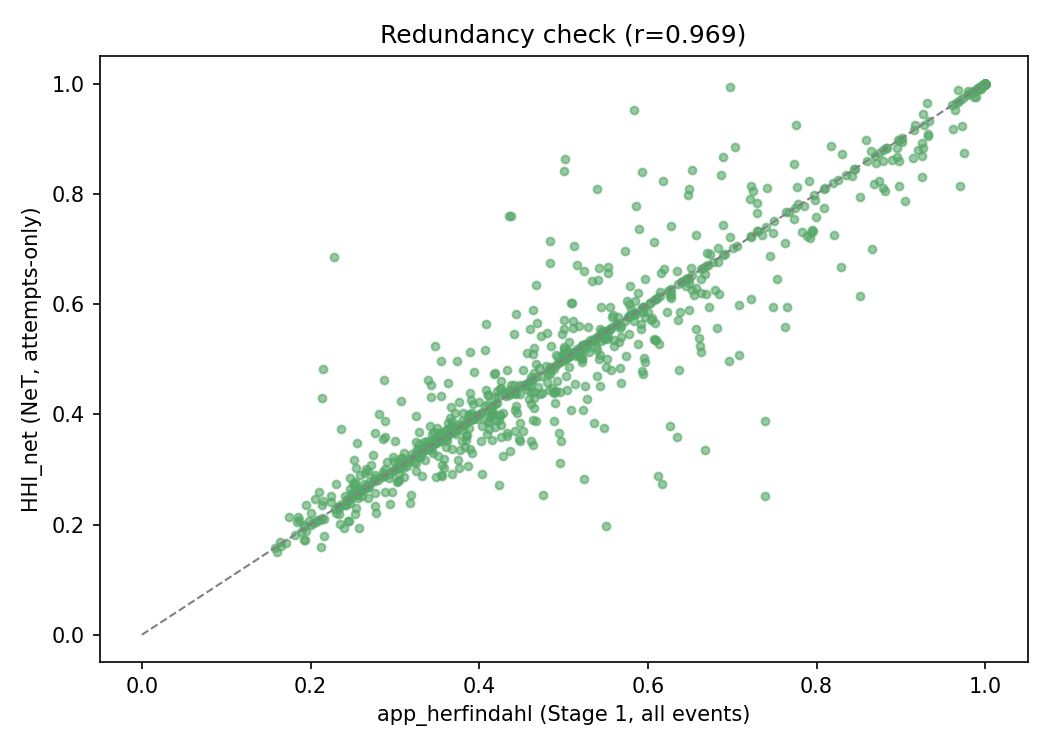 Redundancy check (r=0.969)
1.0
0.8
0.6
0.4
0.2
0.0
HHI_net (NeT, attempts-only)
0.0 0.2 0.4 0.6 0.8 1.0
app_herfindahl (Stage 1, all events)